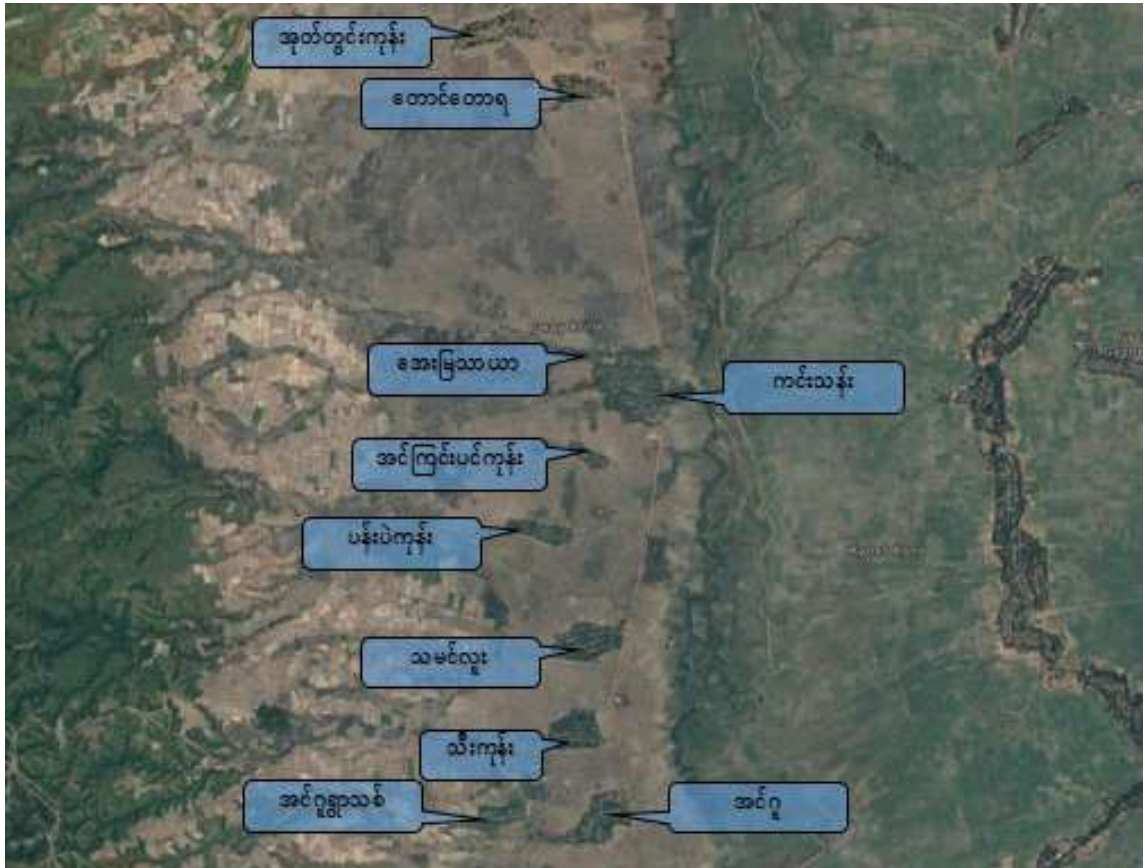 အုတ်တွင်းကုန်း
တောင်တောရ
အေးမြသာယာ
ကင်းသန်း
အင်ကြင်းပင်ကုန်း
ပန်းပဲကုန်း
သမင်လူး
သီးကုန်း
အင်ဂူရွာသစ်
အင်ဂူ